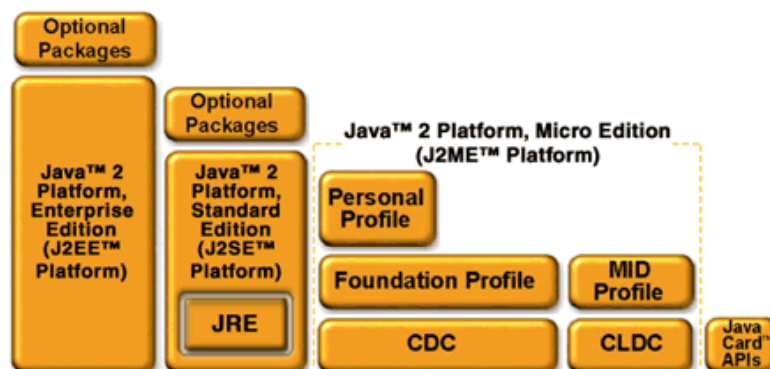 Optional
Packages
Java™ 2
Platform,
Enterprise
Edition
(J2EE™
Platform)
Optional
Packages
Java™ 2
Platform,
Standard
Edition
(J2SE™
Platform)
JRE
Java™ 2 Platform, Micro Edition
(J2ME™ Platform)
Personal
Profile
Foundation Profile
MID
Profile
CDC
CLDC
Java
Card™
APIs